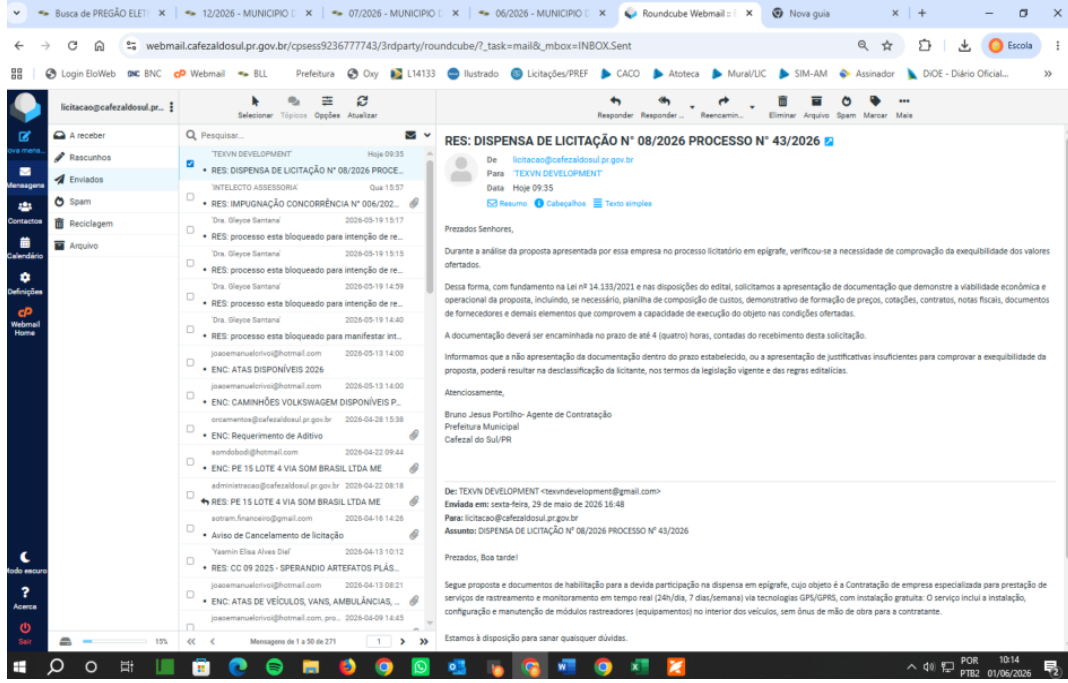 Busca de PREGÃO ELET
12/2026 - MUNICIPIO D
07/2026 - MUNICIPIO D
06/2026 - MUNICIPIO D
Roundcube Webmail :: E
Nova guia
webmail.cafezaldosul.pr.gov.br/cpsess9236777743/3rdparty/roundcube/?_task=mail&_mbox=INBOX.Sent
Escola
Login EloWeb
BNC BNC
Webmail
BLL
Prefeitura
Oxy
L14133
Ilustrado
Licitações/PREF
CACO
Atoteca
Mural/LIC
SIM-AM
Assinador
DiOE - Diário Oficial...
licitacao@cafezaldosul.pr...
ova mens...
Mensagens
Contactos
Calendário
Definições
Webmail Home
Modo escuro
Acerca
Sair
A receber
Rascunhos
Enviados
Spam
Reciclagem
Arquivo
15%
Selecionar Tópicos Opções Atualizar
Pesquisar...
'TEXVN DEVELOPMENT' Hoje 09:35
• RES: DISPENSA DE LICITAÇÃO N° 08/2026 PROCE...
'INTELECTO ASSESSORIA' Qua 15:57
• RES: IMPUGNAÇÃO CONCORRÊNCIA N° 006/202...
'Dra. Gleyce Santana' 2026-05-19 15:17
• RES: processo esta bloqueado para intenção de re...
'Dra. Gleyce Santana' 2026-05-19 15:15
• RES: processo esta bloqueado para intenção de re...
'Dra. Gleyce Santana' 2026-05-19 14:59
• RES: processo esta bloqueado para intenção de re...
'Dra. Gleyce Santana' 2026-05-19 14:40
• RES: processo esta bloqueado para manifestar int...
joaoemanuelcrivoi@hotmail.com 2026-05-13 14:00
• ENC: ATAS DISPONÍVEIS 2026
joaoemanuelcrivoi@hotmail.com 2026-05-13 14:00
• ENC: CAMINHÕES VOLKSWAGEM DISPONÍVEIS P...
orcamentos@cafezaldosul.pr.gov.br 2026-04-28 15:38
• ENC: Requerimento de Aditivo
somdobodi@hotmail.com 2026-04-22 09:44
• ENC: PE 15 LOTE 4 VIA SOM BRASIL LTDA ME
administracao@cafezaldosul.pr.gov.br 2026-04-22 08:18
RES: PE 15 LOTE 4 VIA SOM BRASIL LTDA ME
sotram.financeiro@gmail.com 2026-04-16 14:26
• Aviso de Cancelamento de licitação
'Yasmin Elisa Alves Diel' 2026-04-13 10:12
• RES: CC 09 2025 - SPERANDIO ARTEFATOS PLÁS...
joaoemanuelcrivoi@hotmail.com 2026-04-13 08:21
• ENC: ATAS DE VEÍCULOS, VANS, AMBULÂNCIAS, ...
joaoemanuelcrivoi@hotmail.com, pro... 2026-04-09 14:45
Mensagens de 1 a 50 de 271
1
Responder Responder ... Reencamin... Eliminar Arquivo Spam Marcar Mais
RES: DISPENSA DE LICITAÇÃO N° 08/2026 PROCESSO N° 43/2026
De licitacao@cafezaldosul.pr.gov.br
Para 'TEXVN DEVELOPMENT'
Data Hoje 09:35
Resumo Cabeçalhos Texto simples
Prezados Senhores,
Durante a análise da proposta apresentada por essa empresa no processo licitatório em epígrafe, verificou-se a necessidade de comprovação da exequibilidade dos valores
ofertados.
Dessa forma, com fundamento na Lei nº 14.133/2021 e nas disposições do edital, solicitamos a apresentação de documentação que demonstre a viabilidade econômica e
operacional da proposta, incluindo, se necessário, planilha de composição de custos, demonstrativo de formação de preços, cotações, contratos, notas fiscais, documentos
de fornecedores e demais elementos que comprovem a capacidade de execução do objeto nas condições ofertadas.
A documentação deverá ser encaminhada no prazo de até 4 (quatro) horas, contadas do recebimento desta solicitação.
Informamos que a não apresentação da documentação dentro do prazo estabelecido, ou a apresentação de justificativas insuficientes para comprovar a exequibilidade da
proposta, poderá resultar na desclassificação da licitante, nos termos da legislação vigente e das regras editalícias.
Atenciosamente,
Bruno Jesus Portilho- Agente de Contratação
Prefeitura Municipal
Cafezal do Sul/PR
De: TEXVN DEVELOPMENT <texvndevelopment@gmail.com>
Enviada em: sexta-feira, 29 de maio de 2026 16:48
Para: licitacao@cafezaldosul.pr.gov.br
Assunto: DISPENSA DE LICITAÇÃO Nº 08/2026 PROCESSO Nº 43/2026
Prezados, Boa tarde!
Segue proposta e documentos de habilitação para a devida participação na dispensa em epígrafe, cujo objeto é a Contratação de empresa especializada para prestação de
serviços de rastreamento e monitoramento em tempo real (24h/dia, 7 dias/semana) via tecnologias GPS/GPRS, com instalação gratuita: O serviço inclui a instalação,
configuração e manutenção de módulos rastreadores (equipamentos) no interior dos veículos, sem ônus de mão de obra para a contratante.
Estamos à disposição para sanar quaisquer dúvidas.
POR
PTB2
10:14
01/06/2026